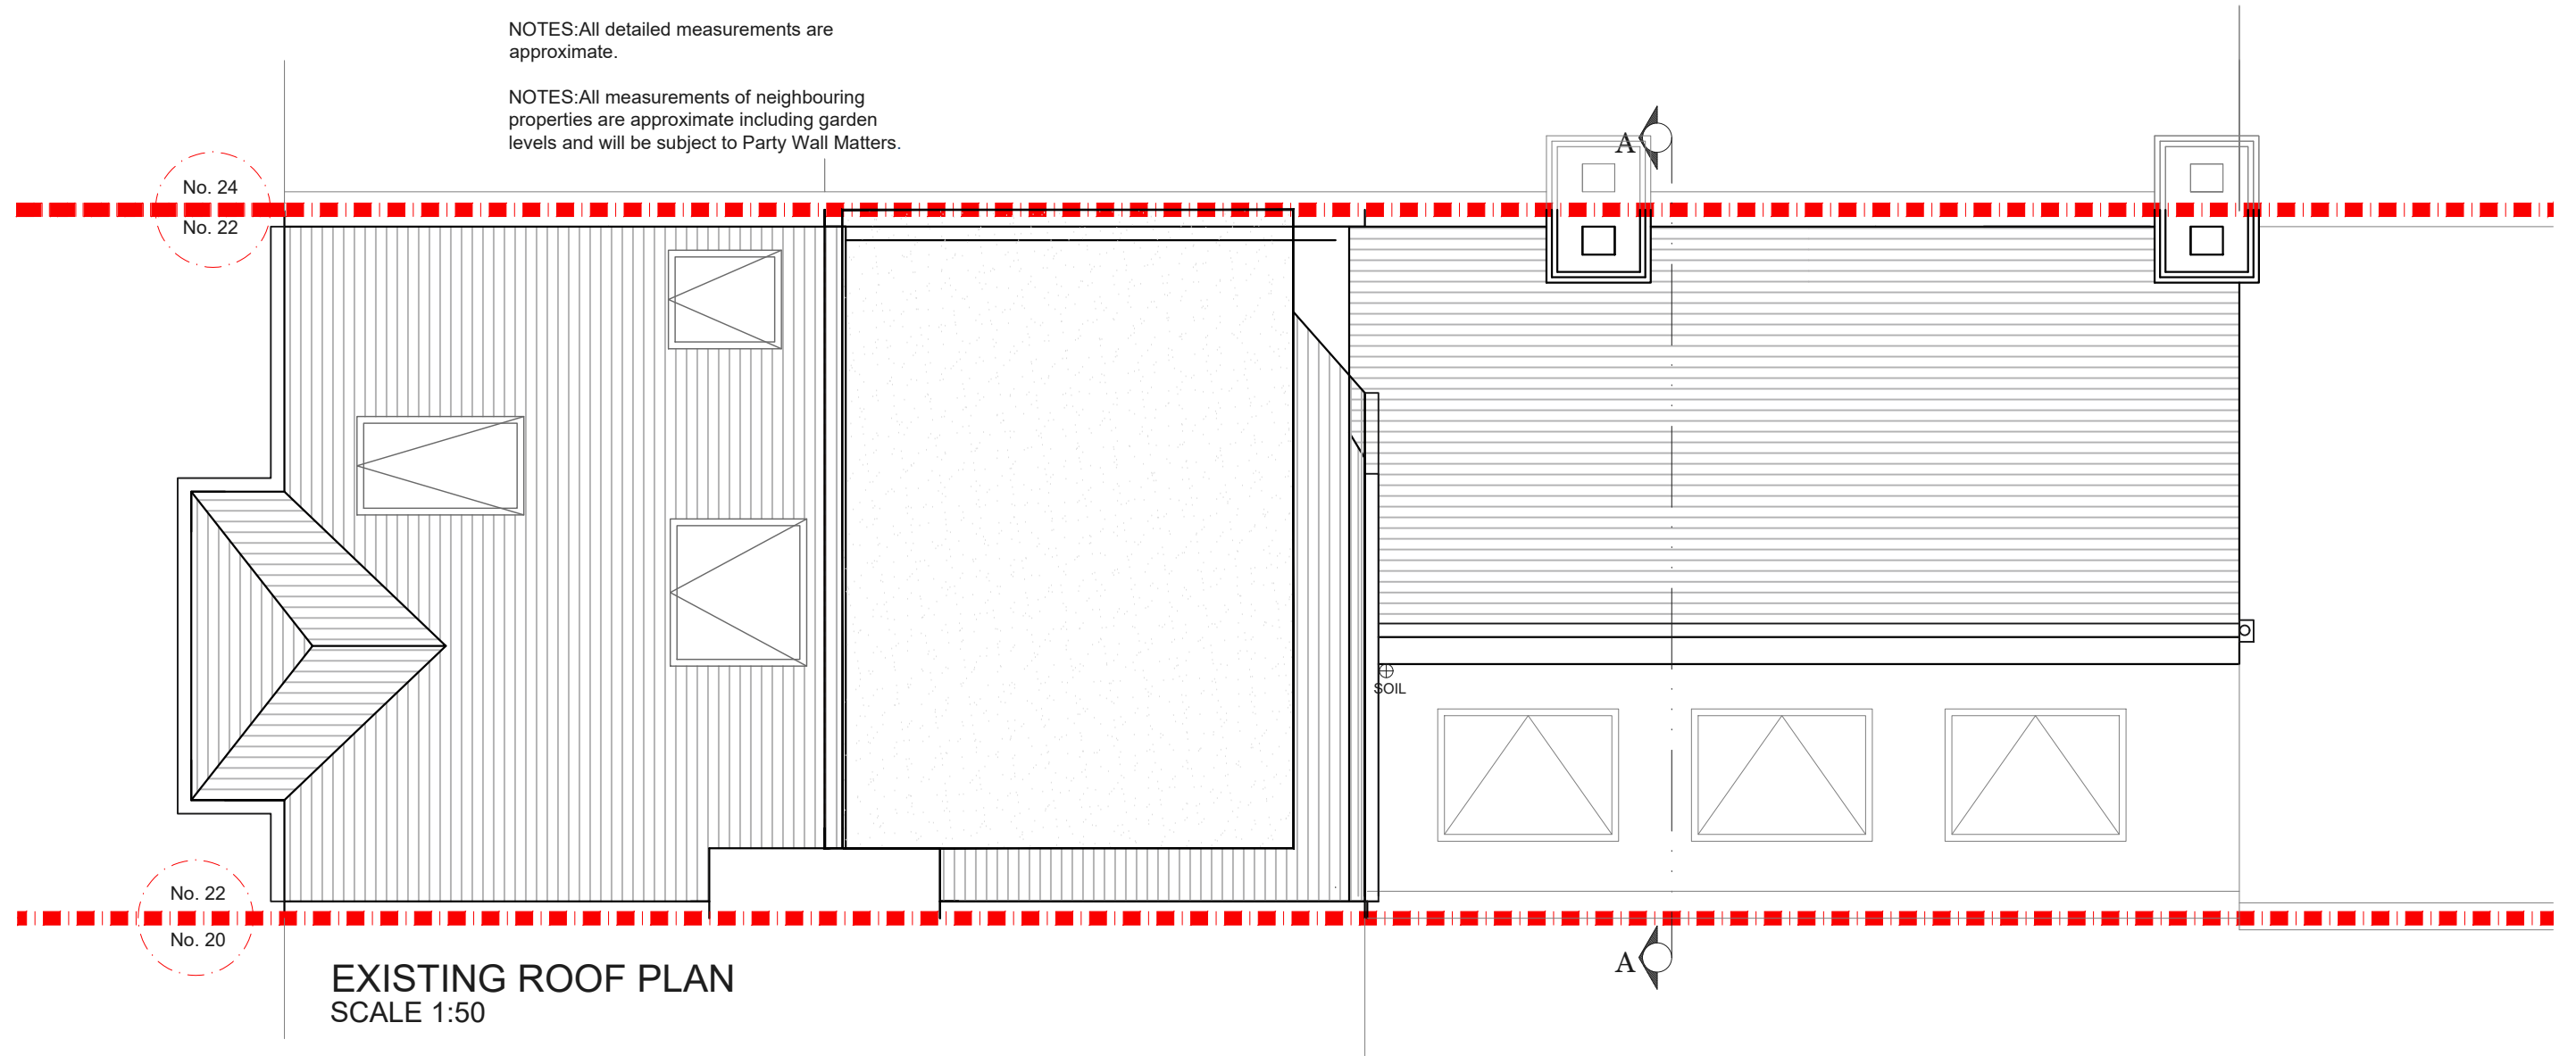 NOTES:All detailed measurements are
approximate.
NOTES:All measurements of neighbouring
properties are approximate including garden
levels and will be subject to Party Wall Matters.
A
No. 24
No. 22
SOIL
No. 22
No. 20
A
EXISTING ROOF PLAN
SCALE 1:50